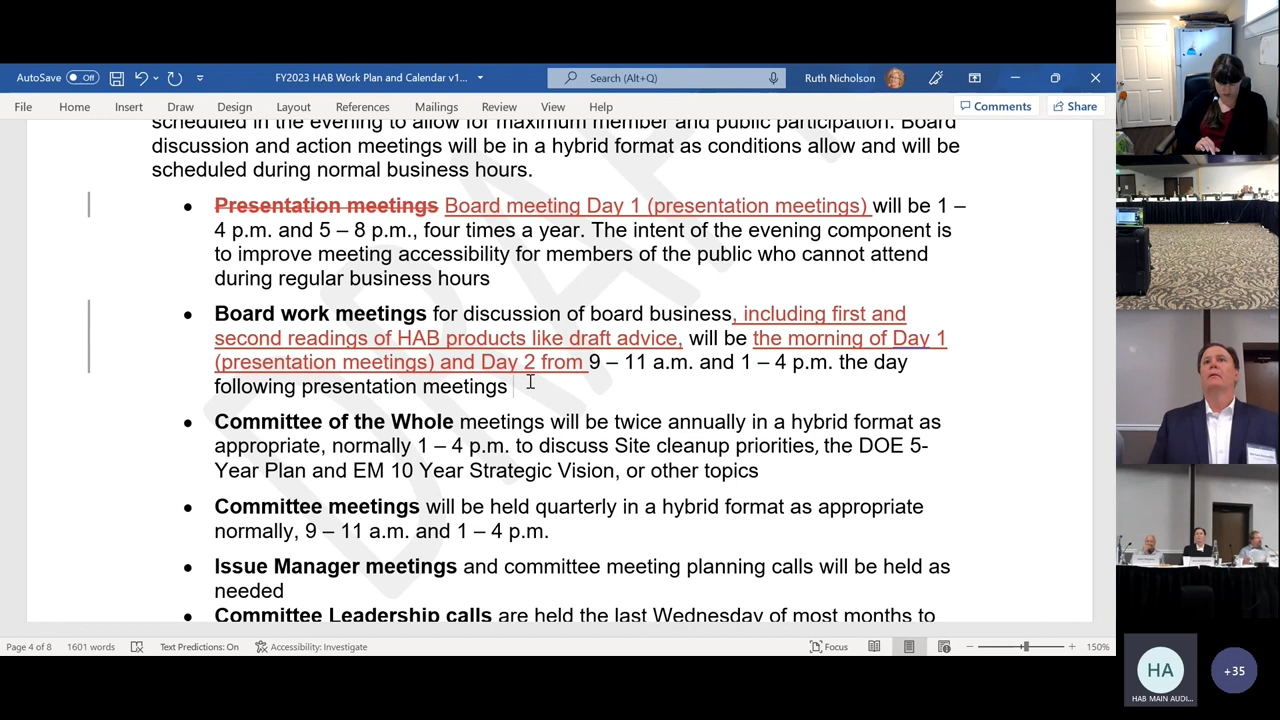 AutoSave Off FY2023 HAB Work Plan and Calendar v1... Search (Alt+Q) Ruth Nicholson
File Home Insert Draw Design Layout References Mailings Review View Help Comments Share
scheduled in the evening to allow for maximum member and public participation. Board
discussion and action meetings will be in a hybrid format as conditions allow and will be
scheduled during normal business hours.
• Presentation meetings Board meeting Day 1 (presentation meetings) will be 1 –
4 p.m. and 5 – 8 p.m., four times a year. The intent of the evening component is
to improve meeting accessibility for members of the public who cannot attend
during regular business hours
• Board work meetings for discussion of board business, including first and
second readings of HAB products like draft advice, will be the morning of Day 1
(presentation meetings) and Day 2 from 9 – 11 a.m. and 1 – 4 p.m. the day
following presentation meetings
• Committee of the Whole meetings will be twice annually in a hybrid format as
appropriate, normally 1 – 4 p.m. to discuss Site cleanup priorities, the DOE 5-
Year Plan and EM 10 Year Strategic Vision, or other topics
• Committee meetings will be held quarterly in a hybrid format as appropriate
normally, 9 – 11 a.m. and 1 – 4 p.m.
• Issue Manager meetings and committee meeting planning calls will be held as
needed
• Committee Leadership calls are held the last Wednesday of most months to
DRAFT
Page 4 of 8 1601 words Text Predictions: On Accessibility: Investigate Focus 150%
HA
HAB MAIN AUDI...
+35